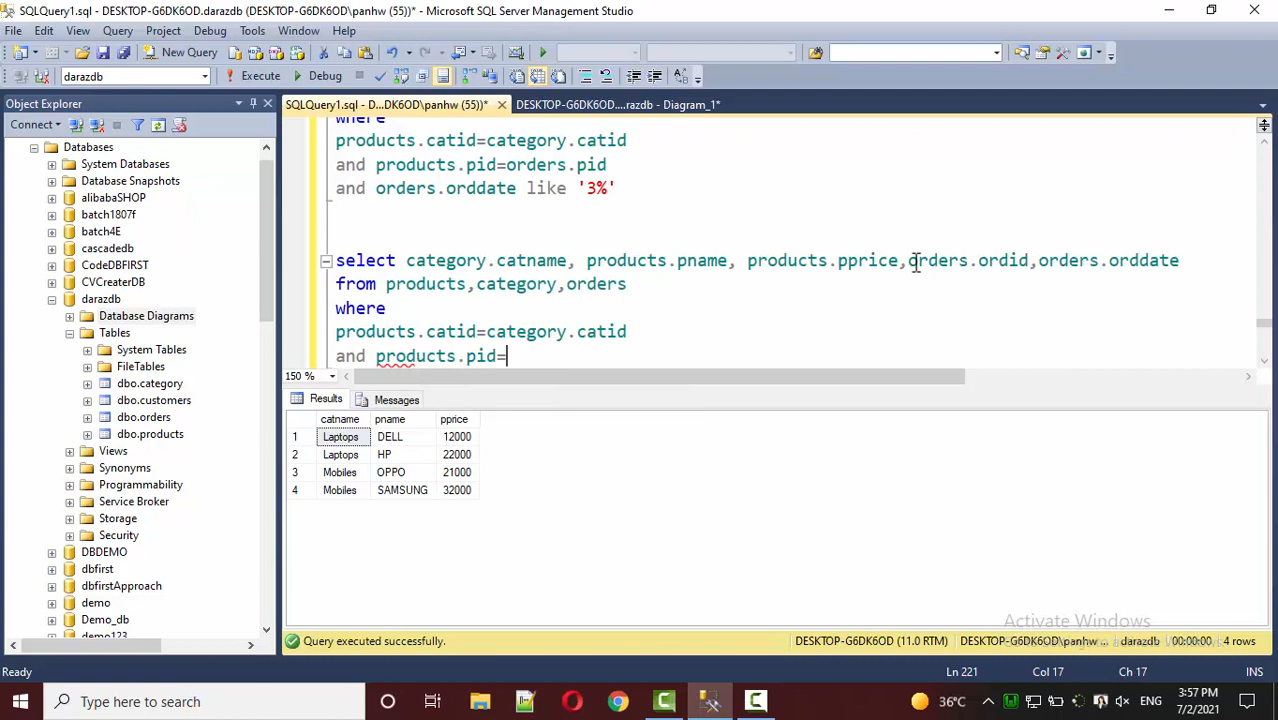 SQLQuery1.sql - DESKTOP-G6DK6OD.darazdb (DESKTOP-G6DK6OD\panhw (55))* - Microsoft SQL Server Management Studio
File Edit View Query Project Debug Tools Window Help
New Query
darazdb Execute Debug
Object Explorer
SQLQuery1.sql - D...DK6OD\panhw (55))* DESKTOP-G6DK6OD....razdb - Diagram_1*
Connect
Databases
System Databases
Database Snapshots
alibabaSHOP
batch1807f
batch4E
cascadedb
CodeDBFIRST
CVCreaterDB
darazdb
Database Diagrams
Tables
System Tables
FileTables
dbo.category
dbo.customers
dbo.orders
dbo.products
Views
Synonyms
Programmability
Service Broker
Storage
Security
DBDEMO
dbfirst
dbfirstApproach
demo
Demo_db
demo123
where
products.catid=category.catid
and products.pid=orders.pid
and orders.orddate like '3%'
select category.catname, products.pname, products.pprice,orders.ordid,orders.orddate
from products,category,orders
where
products.catid=category.catid
and products.pid=
150 %
Results Messages
catname pname pprice
1 Laptops DELL 12000
2 Laptops HP 22000
3 Mobiles OPPO 21000
4 Mobiles SAMSUNG 32000
Activate Windows
Query executed successfully. DESKTOP-G6DK6OD (11.0 RTM) DESKTOP-G6DK6OD\panhw... darazdb 00:00:00 4 rows
Ready Ln 221 Col 17 Ch 17 INS
Type here to search 36°C ENG 3:57 PM
7/2/2021